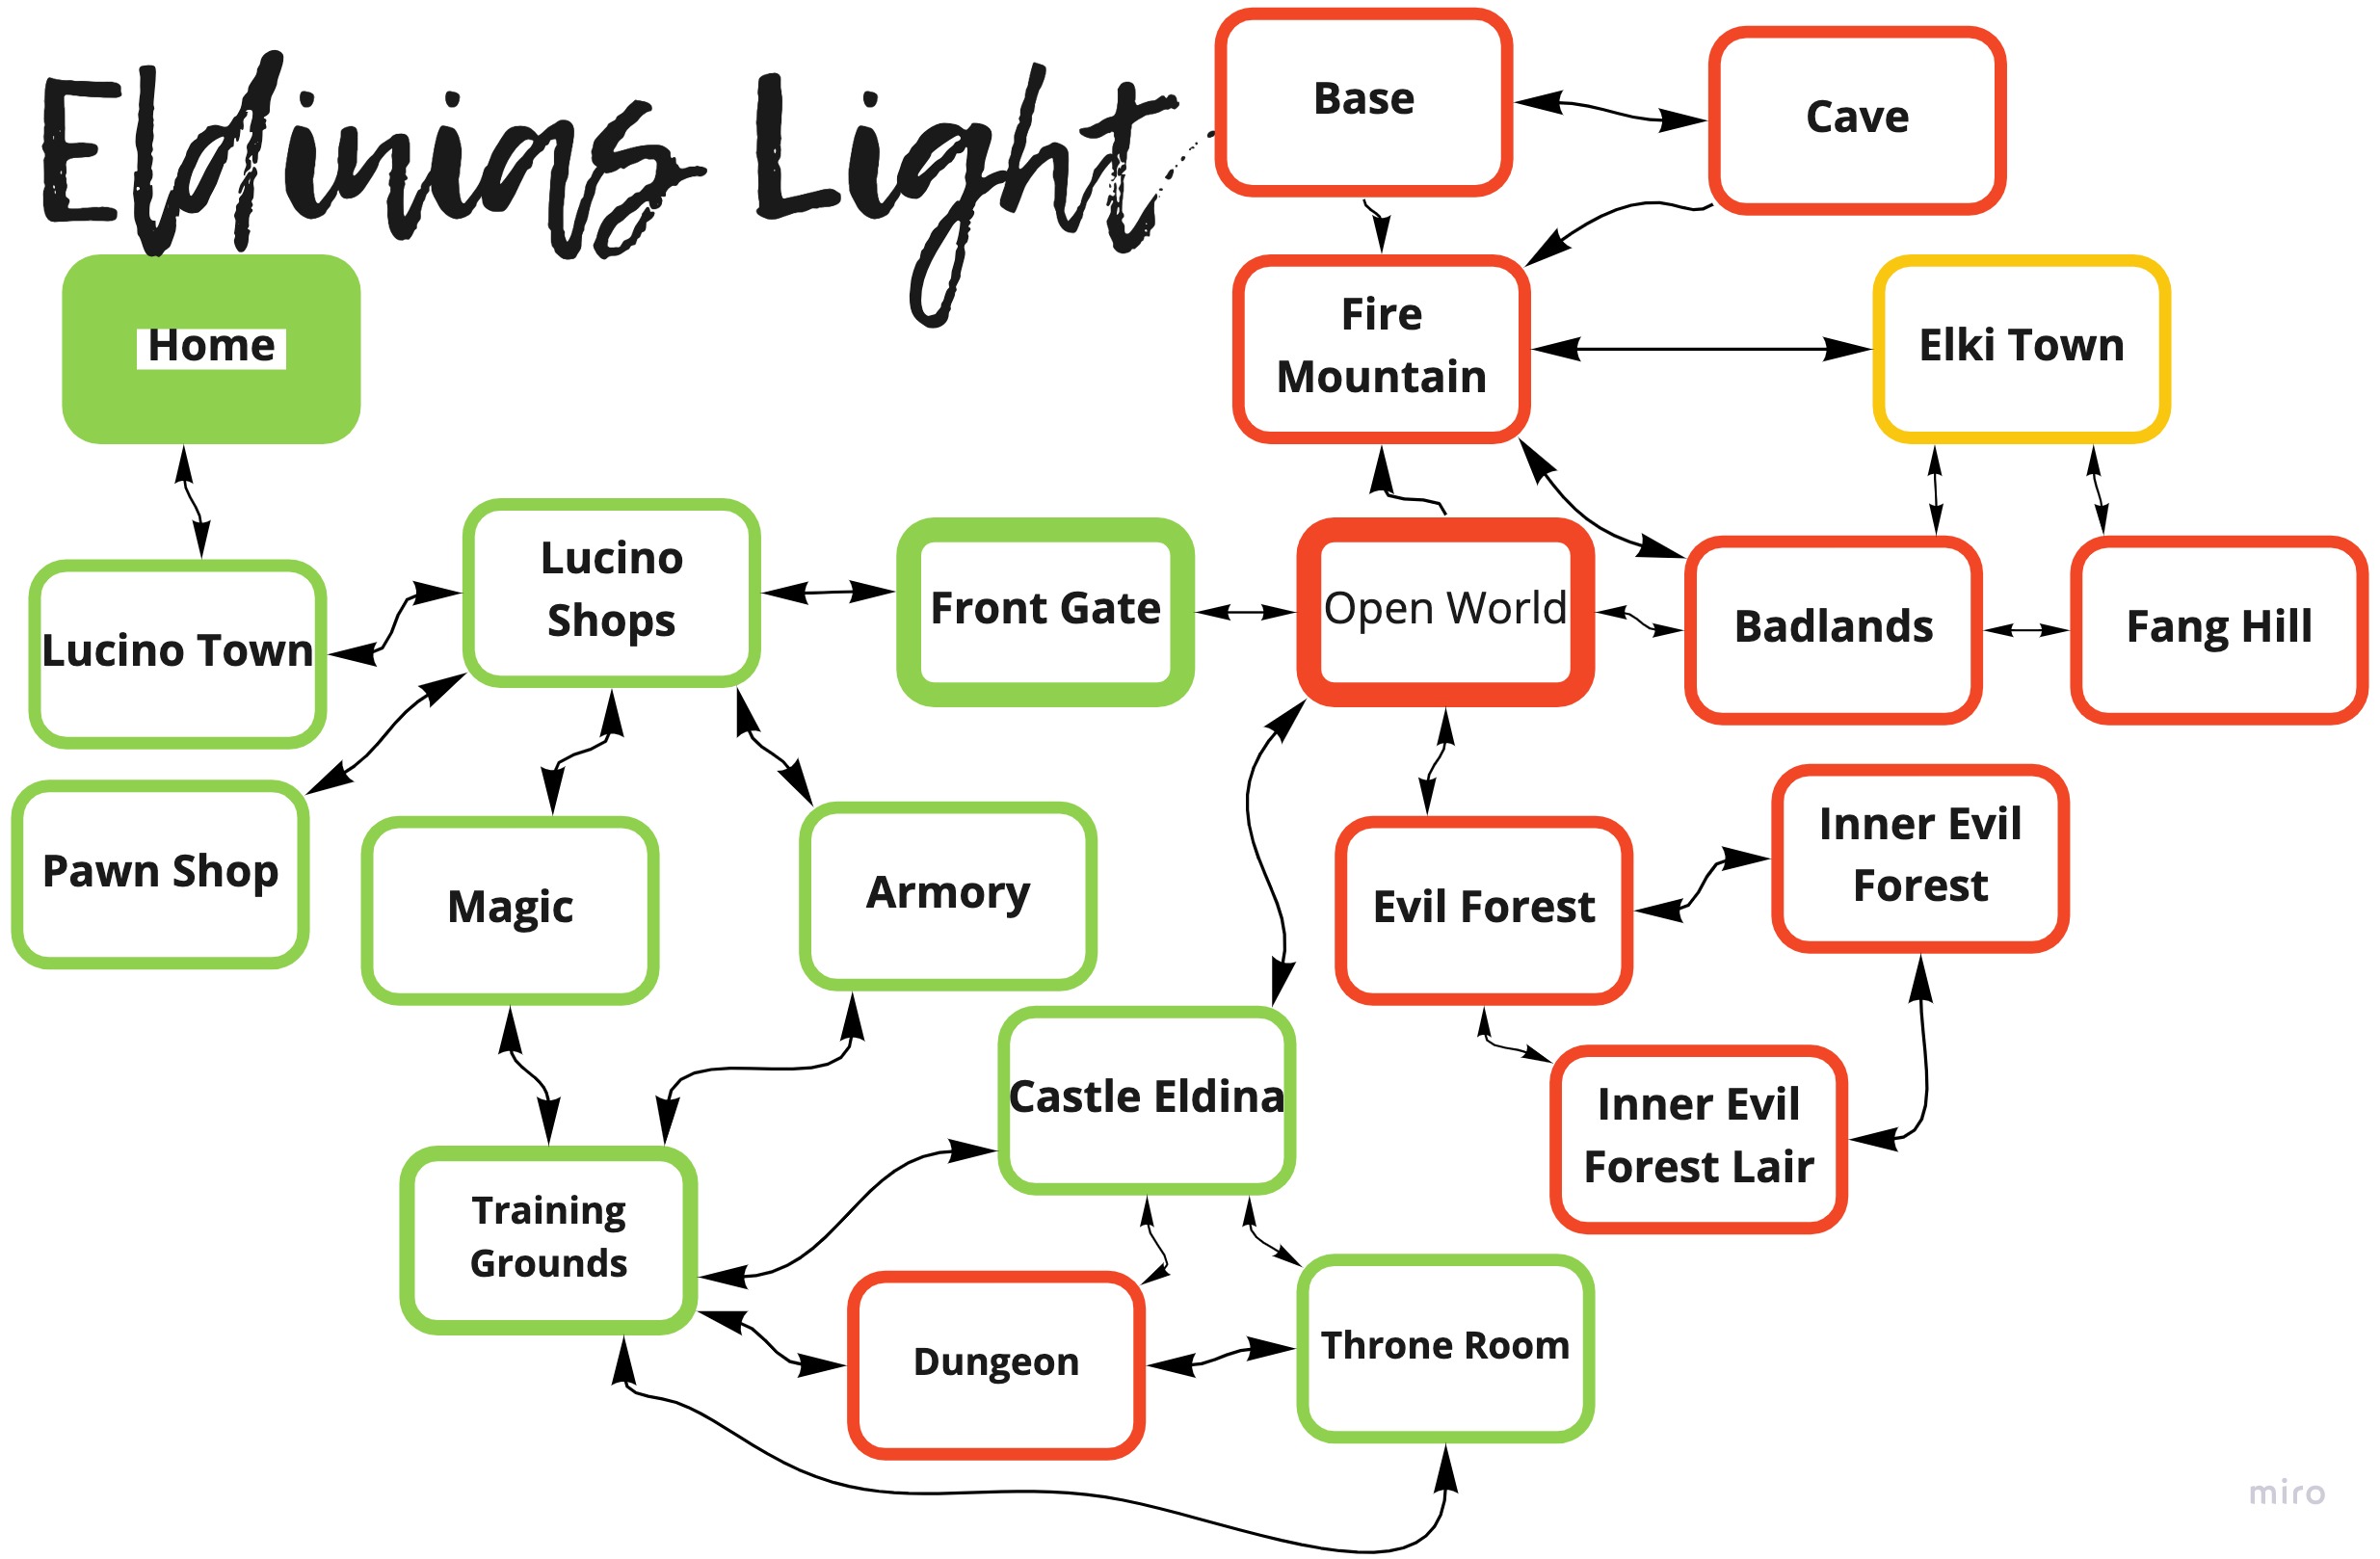 Eldinias Light
Base
Cave
Home
Fire
Mountain
Elki Town
Lucino
Shops
Front Gate
Open World
Lucino Town
Badlands
Fang Hill
Pawn Shop
Magic
Armory
Evil Forest
Inner Evil
Forest
Castle Eldina
Inner Evil
Forest Lair
Training
Grounds
Dungeon
Throne Room
miro